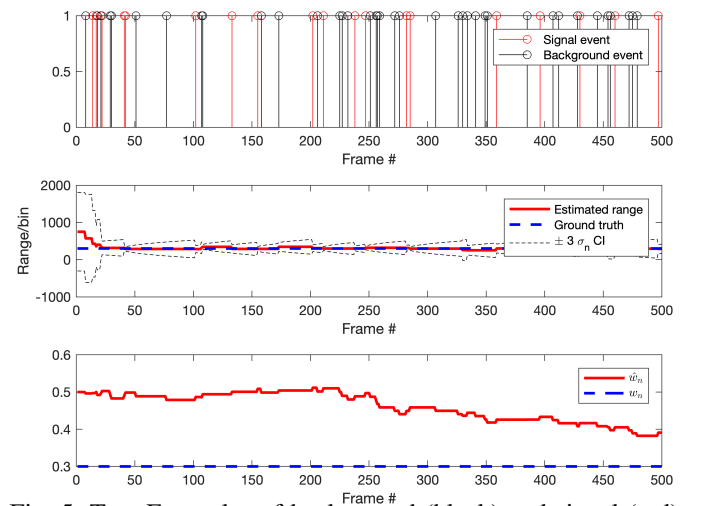 1
0.5
0
0 50 100 150 200 250 300 350 400 450 500
Frame #
Signal event
Background event
2000
1000
0
-1000
Range/bin
0 50 100 150 200 250 300 350 400 450 500
Frame #
Estimated range
Ground truth
± 3 σn CI
0.6
0.5
0.4
0.3
0 50 100 150 200 250 300 350 400 450 500
Frame #
ŵn
wn